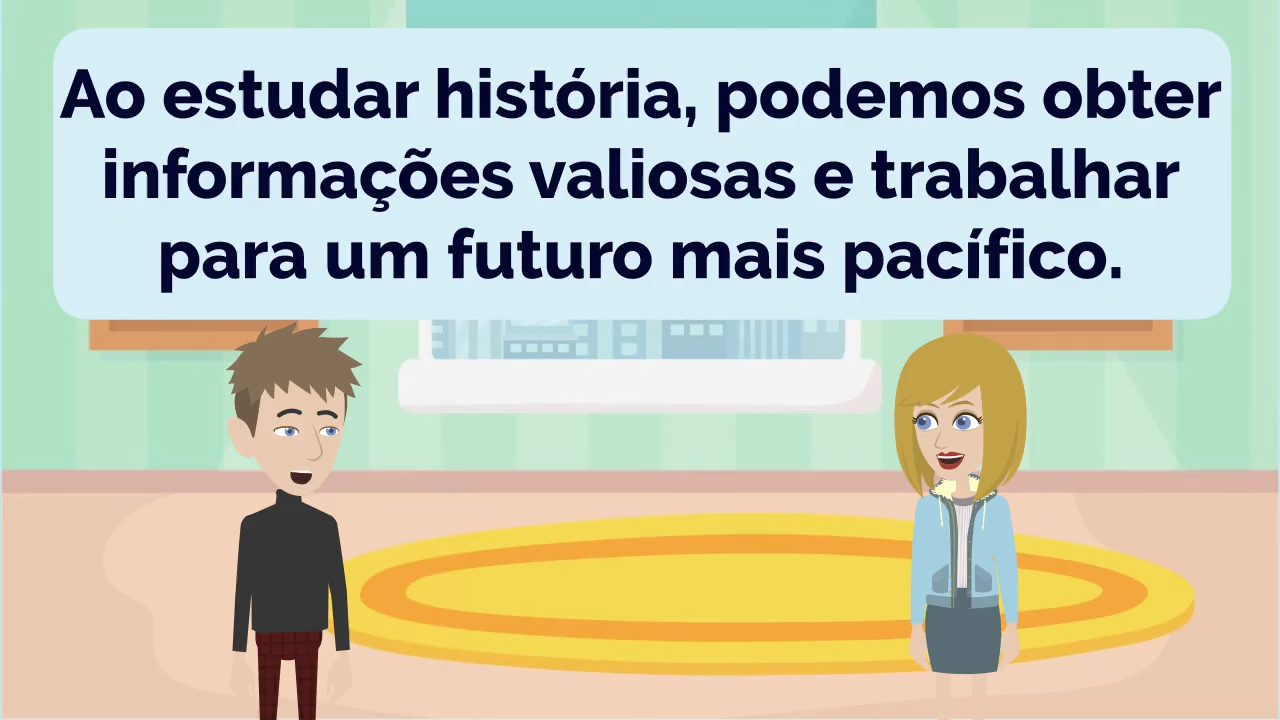 Ao estudar história, podemos obter
informações valiosas e trabalhar
para um futuro mais pacífico.